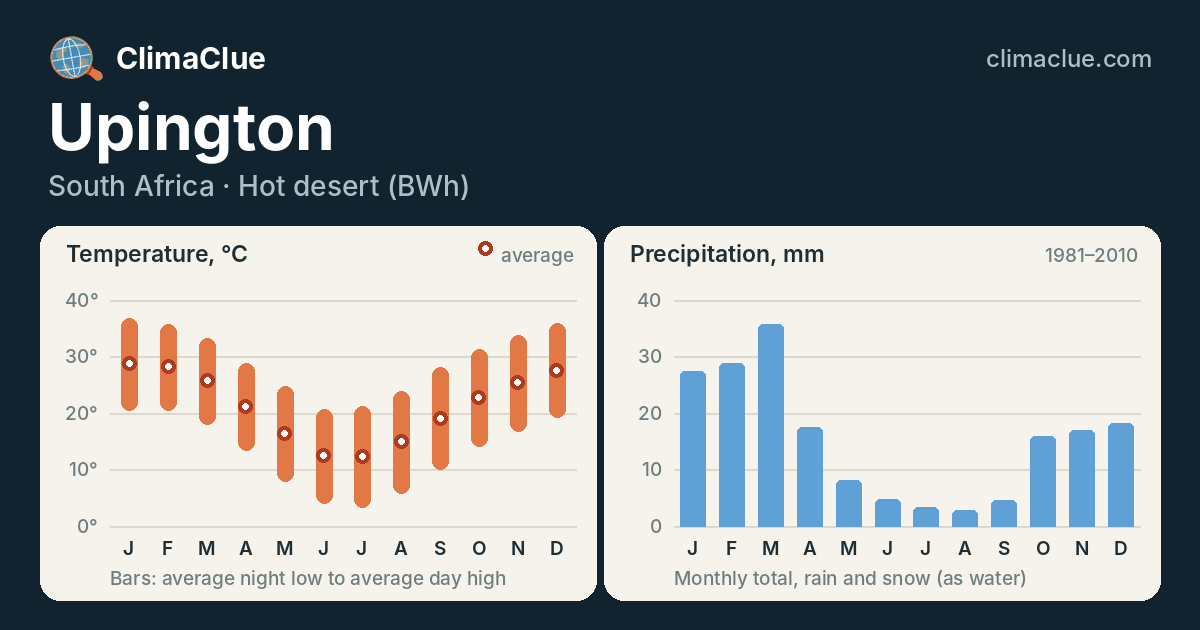 ClimaClue
climaclue.com
Upington
South Africa · Hot desert (BWh)
Temperature, °C
average
40°
30°
20°
10°
0°
J F M A M J J A S O N D
Bars: average night low to average day high
Precipitation, mm
1981–2010
40
30
20
10
0
J F M A M J J A S O N D
Monthly total, rain and snow (as water)